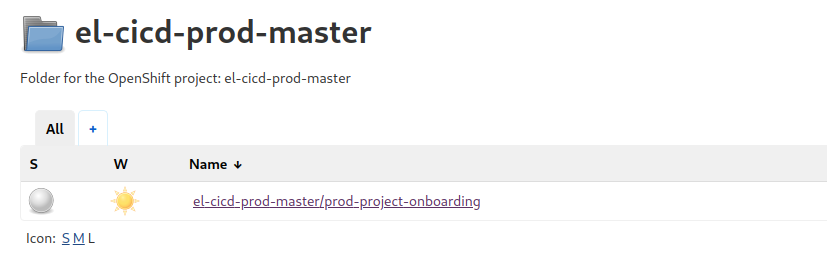 el-cicd-prod-master
Folder for the OpenShift project: el-cicd-prod-master
All +
S W Name ↓
el-cicd-prod-master/prod-project-onboarding
Icon: S M L